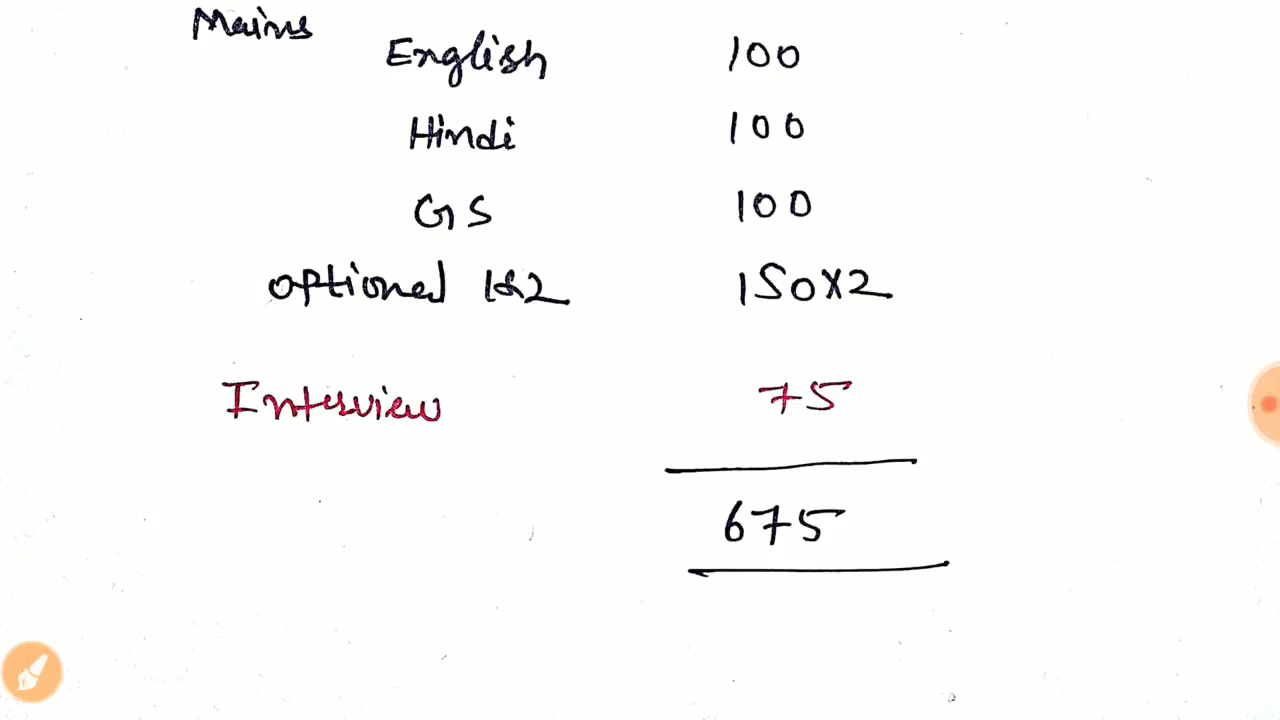 Mains
English 100
Hindi 100
GS 100
optional 1&2 150x2
Interview 75
675